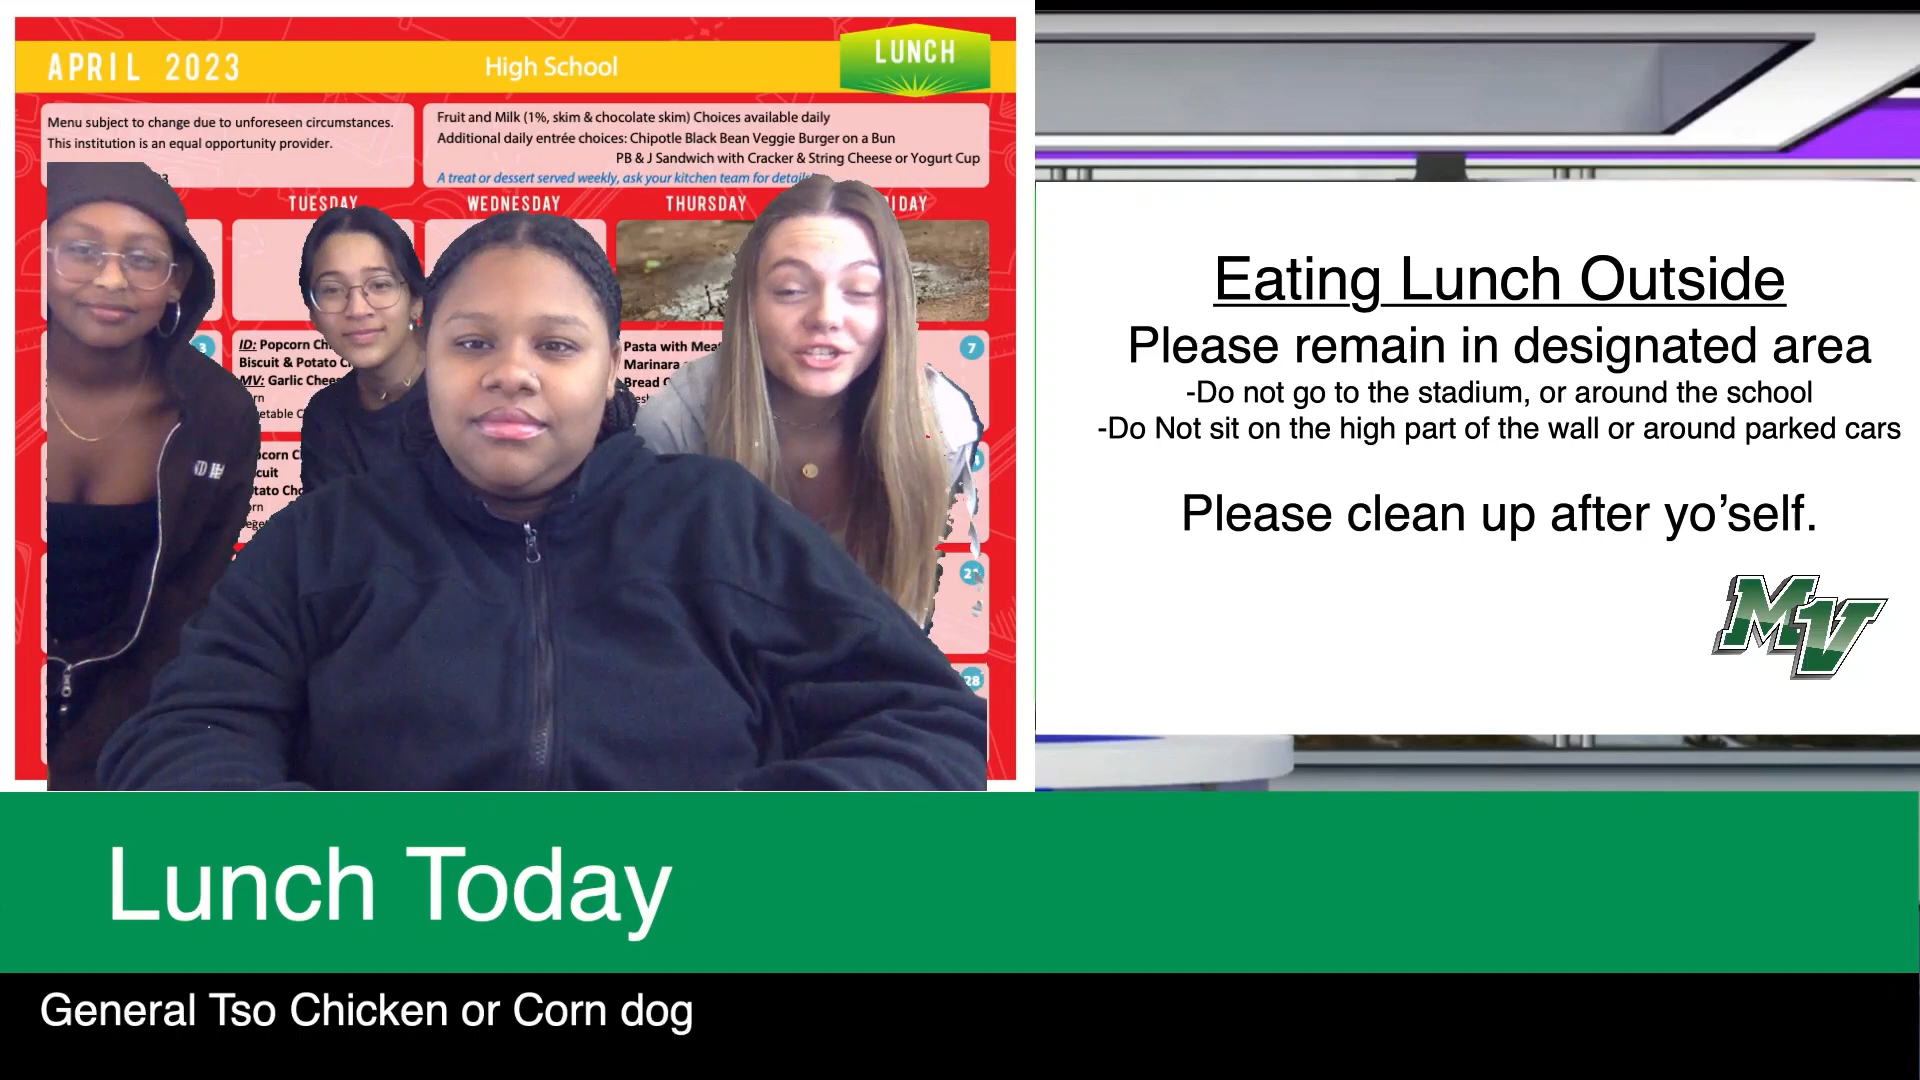 APRIL 2023
High School
LUNCH
Menu subject to change due to unforeseen circumstances.
This institution is an equal opportunity provider.
Fruit and Milk (1%, skim & chocolate skim) Choices available daily
Additional daily entrée choices: Chipotle Black Bean Veggie Burger on a Bun
PB & J Sandwich with Cracker & String Cheese or Yogurt Cup
A treat or dessert served weekly, ask your kitchen team for details
TUESDAY WEDNESDAY THURSDAY
3
ID: Popcorn
Biscuit & Potato
MV: Garlic
Pasta with
Marinara
Bread
7
28
Eating Lunch Outside
Please remain in designated area
-Do not go to the stadium, or around the school
-Do Not sit on the high part of the wall or around parked cars
Please clean up after yo’self.
MV
Lunch Today
General Tso Chicken or Corn dog